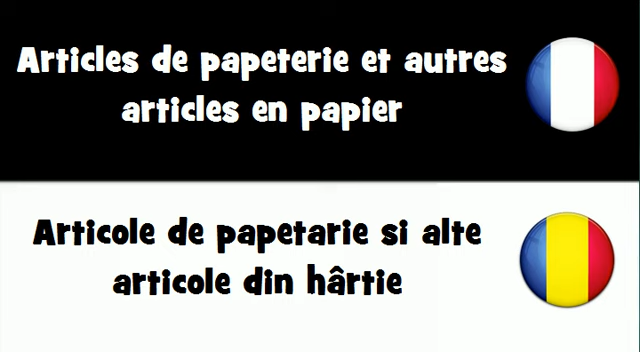 Articles de papeterie et autres
articles en papier
Articole de papetarie si alte
articole din hârtie